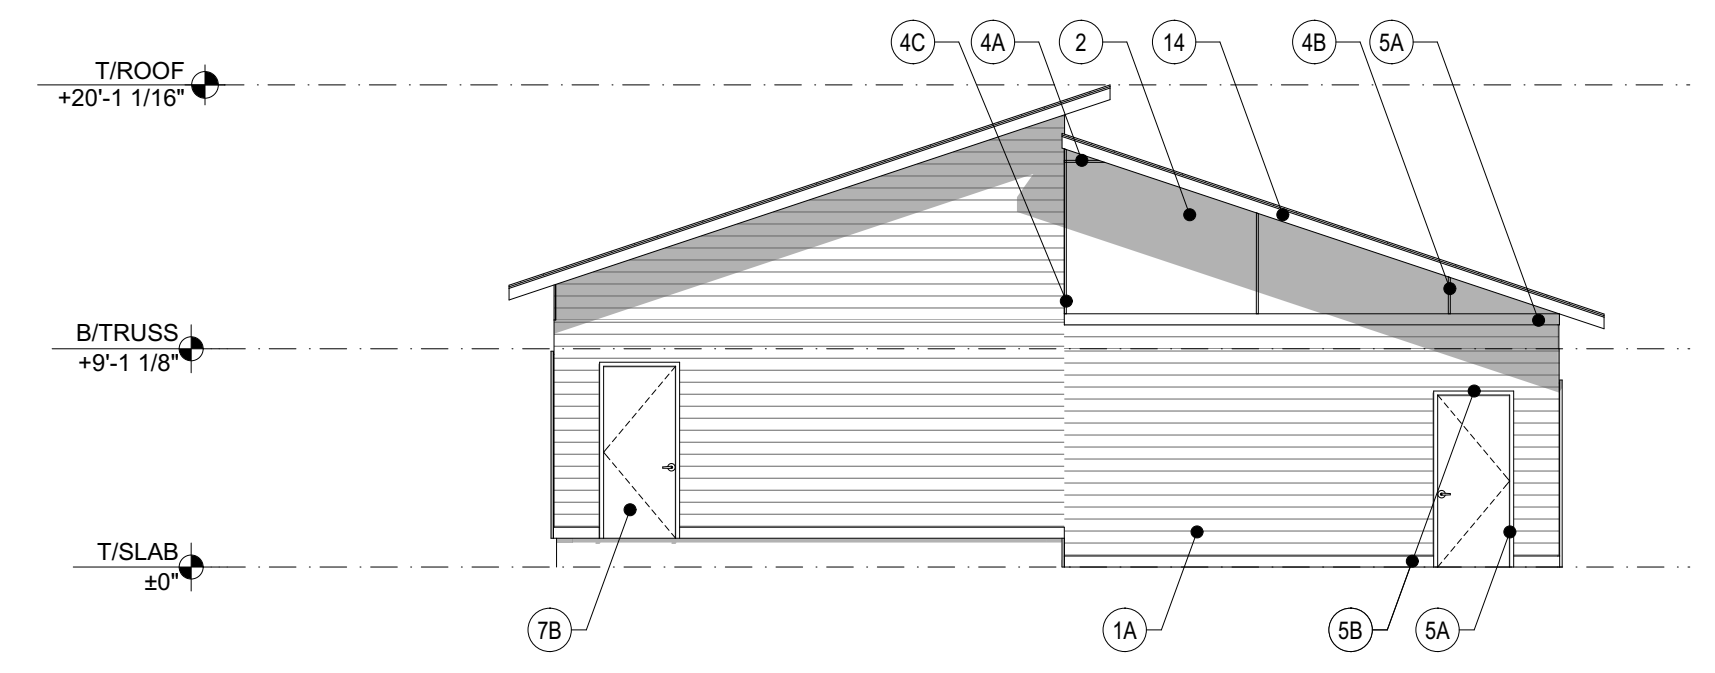 4C
4A
2
14
4B
5A
T/ROOF
+20'-1 1/16"
B/TRUSS
+9'-1 1/8"
T/SLAB
±0"
7B
1A
5B
5A